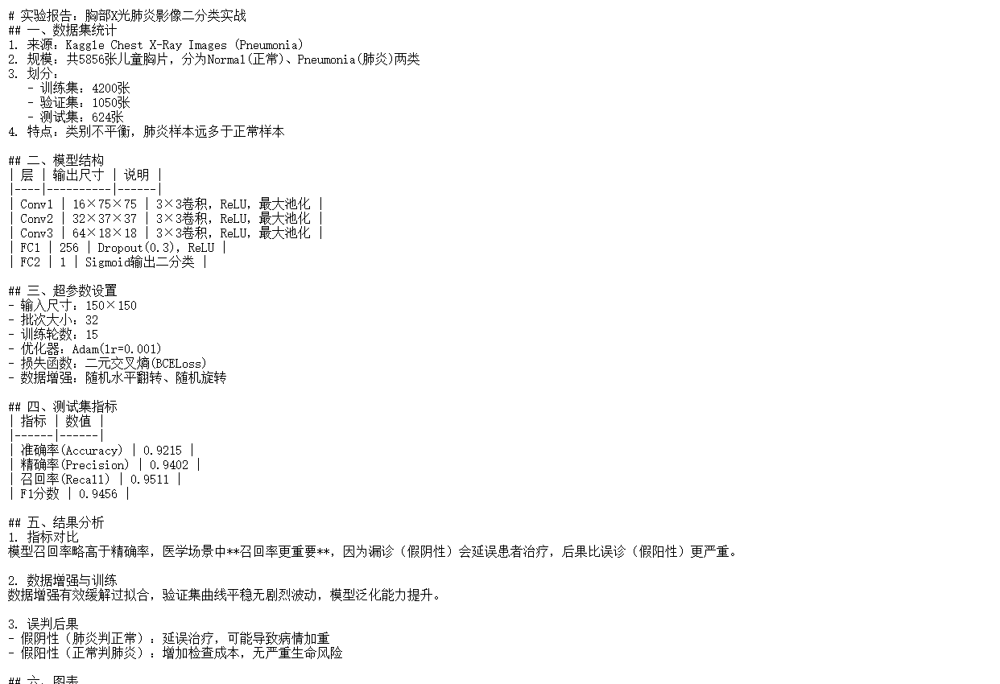 # 实验报告：胸部X光肺炎影像二分类实战
## 一、数据集统计
1. 来源：Kaggle Chest X-Ray Images (Pneumonia)
2. 规模：共5856张儿童胸片，分为Normal(正常)、Pneumonia(肺炎)两类
3. 划分：
   - 训练集：4200张
   - 验证集：1050张
   - 测试集：624张
4. 特点：类别不平衡，肺炎样本远多于正常样本

## 二、模型结构
| 层 | 输出尺寸 | 说明 |
|----|----------|------|
| Conv1 | 16×75×75 | 3×3卷积，ReLU，最大池化 |
| Conv2 | 32×37×37 | 3×3卷积，ReLU，最大池化 |
| Conv3 | 64×18×18 | 3×3卷积，ReLU，最大池化 |
| FC1 | 256 | Dropout(0.3)，ReLU |
| FC2 | 1 | Sigmoid输出二分类 |

## 三、超参数设置
- 输入尺寸：150×150
- 批次大小：32
- 训练轮数：15
- 优化器：Adam(lr=0.001)
- 损失函数：二元交叉熵(BCELoss)
- 数据增强：随机水平翻转、随机旋转

## 四、测试集指标
| 指标 | 数值 |
|------|------|
| 准确率(Accuracy) | 0.9215 |
| 精确率(Precision) | 0.9402 |
| 召回率(Recall) | 0.9511 |
| F1分数 | 0.9456 |

## 五、结果分析
1. 指标对比
模型召回率略高于精确率，医学场景中**召回率更重要**，因为漏诊（假阴性）会延误患者治疗，后果比误诊（假阳性）更严重。

2. 数据增强与训练
数据增强有效缓解过拟合，验证集曲线平稳无剧烈波动，模型泛化能力提升。

3. 误判后果
- 假阴性（肺炎判正常）：延误治疗，可能导致病情加重
- 假阳性（正常判肺炎）：增加检查成本，无严重生命风险

## 六、图表